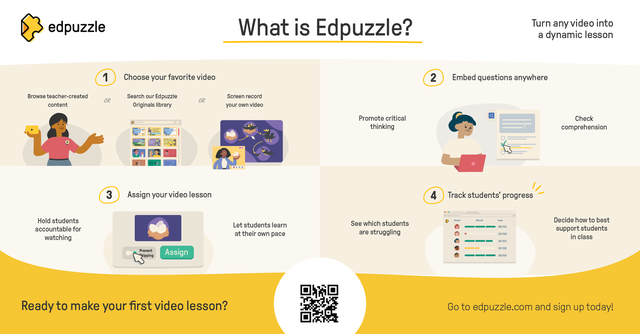 edpuzzle
What is Edpuzzle?
Turn any video into
a dynamic lesson
1
Choose your favorite video
Browse teacher-created
content
OR
Search our Edpuzzle
Originals library
OR
Screen record
your own video
2
Embed questions anywhere
Promote critical
thinking
Check
comprehension
3
Assign your video lesson
Hold students
accountable for
watching
Prevent
skipping
Assign
Let students learn
at their own pace
4
Track students' progress
See which students
are struggling
Decide how to best
support students
in class
Ready to make your first video lesson?
Go to edpuzzle.com and sign up today!